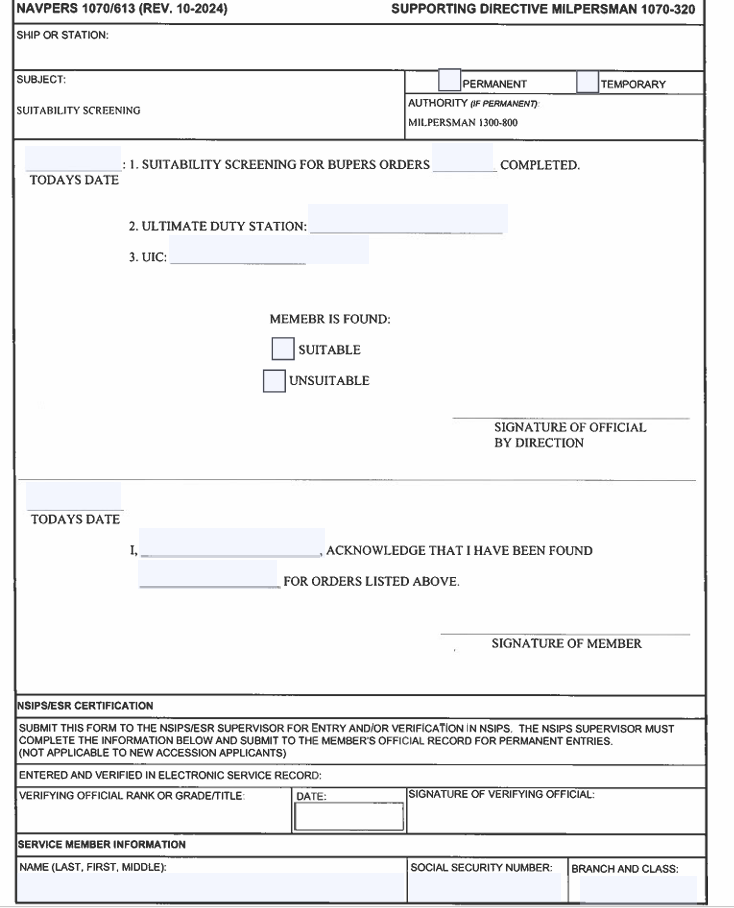 NAVPERS 1070/613 (REV. 10-2024) SUPPORTING DIRECTIVE MILPERSMAN 1070-320
SHIP OR STATION:
SUBJECT:
SUITABILITY SCREENING
PERMANENT TEMPORARY
AUTHORITY (IF PERMANENT):
MILPERSMAN 1300-800
: 1. SUITABILITY SCREENING FOR BUPERS ORDERS COMPLETED.
TODAYS DATE
2. ULTIMATE DUTY STATION:
3. UIC:
MEMEBR IS FOUND:
SUITABLE
UNSUITABLE
SIGNATURE OF OFFICIAL
BY DIRECTION
TODAYS DATE
I, , ACKNOWLEDGE THAT I HAVE BEEN FOUND
FOR ORDERS LISTED ABOVE.
SIGNATURE OF MEMBER
NSIPS/ESR CERTIFICATION
SUBMIT THIS FORM TO THE NSIPS/ESR SUPERVISOR FOR ENTRY AND/OR VERIFICATION IN NSIPS. THE NSIPS SUPERVISOR MUST
COMPLETE THE INFORMATION BELOW AND SUBMIT TO THE MEMBER'S OFFICIAL RECORD FOR PERMANENT ENTRIES.
(NOT APPLICABLE TO NEW ACCESSION APPLICANTS)
ENTERED AND VERIFIED IN ELECTRONIC SERVICE RECORD:
VERIFYING OFFICIAL RANK OR GRADE/TITLE: DATE: SIGNATURE OF VERIFYING OFFICIAL:
SERVICE MEMBER INFORMATION
NAME (LAST, FIRST, MIDDLE): SOCIAL SECURITY NUMBER: BRANCH AND CLASS: